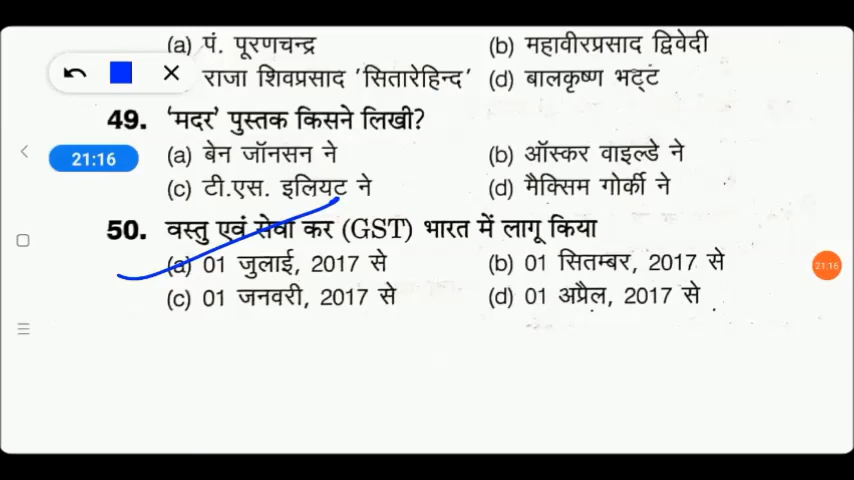 (a) पं. पूरणचन्द्र (b) महावीरप्रसाद द्विवेदी
राजा शिवप्रसाद 'सितारेहिन्द' (d) बालकृष्ण भट्ट
49. 'मदर' पुस्तक किसने लिखी?
21:16
(a) बेन जॉनसन ने (b) ऑस्कर वाइल्डे ने
(c) टी.एस. इलियट ने (d) मैक्सिम गोर्की ने
50. वस्तु एवं सेवा कर (GST) भारत में लागू किया
(a) 01 जुलाई, 2017 से (b) 01 सितम्बर, 2017 से
21:16
(c) 01 जनवरी, 2017 से (d) 01 अप्रैल, 2017 से